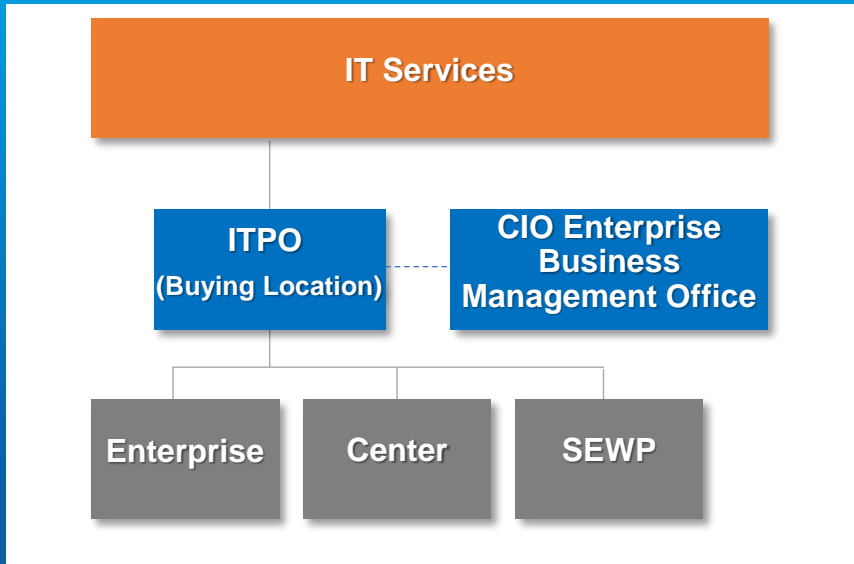 IT Services
ITPO
(Buying Location)
CIO Enterprise
Business
Management Office
Enterprise
Center
SEWP